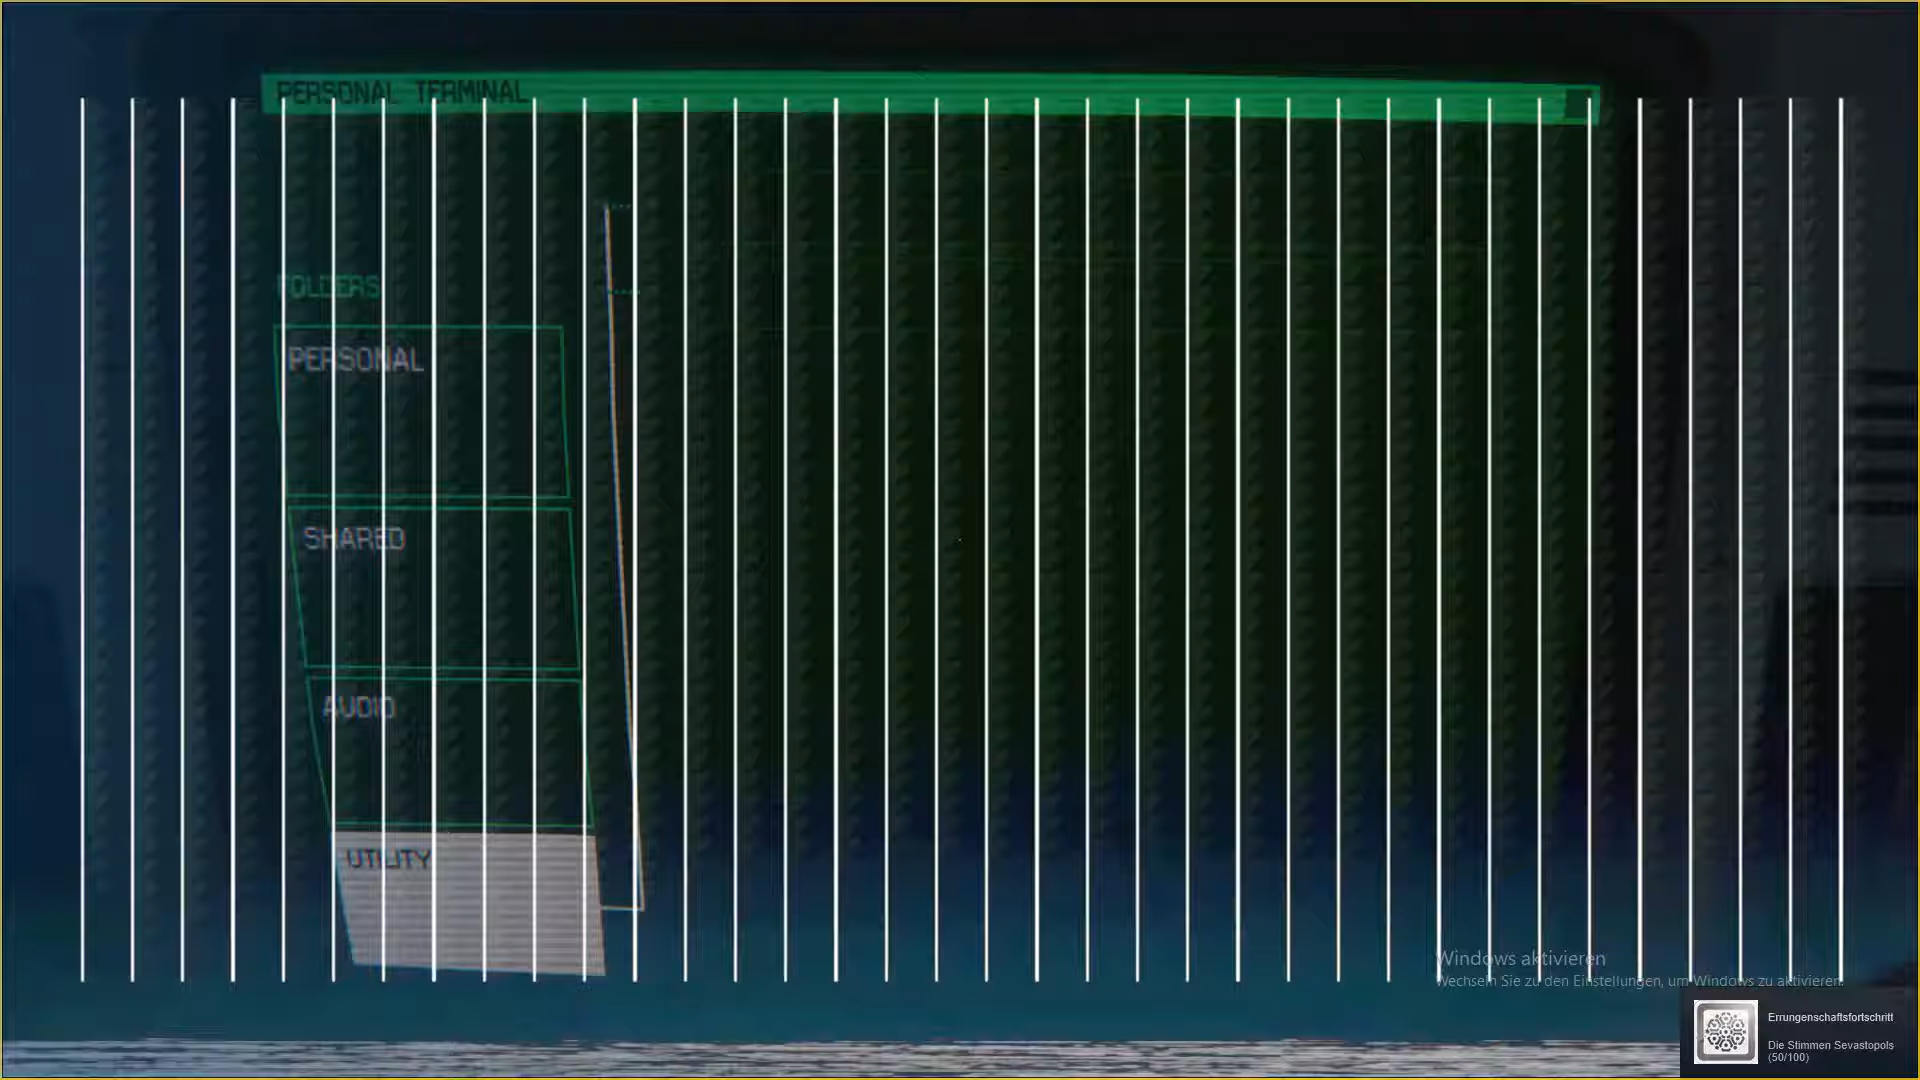 PERSONAL TERMINAL
FOLDERS
PERSONAL
SHARED
AUDIO
UTILITY
Windows aktivieren
Wechseln Sie zu den Einstellungen, um Windows zu aktivieren.
Errungenschaftsfortschritt
Die Stimmen Sevastopols
(50/100)